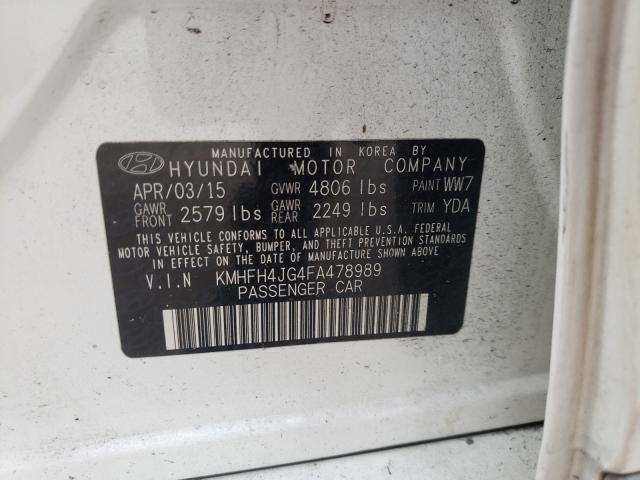 MANUFACTURED IN KOREA BY
HYUNDAI MOTOR COMPANY
APR/03/15 GVWR 4806 lbs PAINT WW7
GAWR FRONT 2579 lbs GAWR REAR 2249 lbs TRIM YDA
THIS VEHICLE CONFORMS TO ALL APPLICABLE U.S.A. FEDERAL
MOTOR VEHICLE SAFETY, BUMPER, AND THEFT PREVENTION STANDARDS
IN EFFECT ON THE DATE OF MANUFACTURE SHOWN ABOVE
V.I.N KMHFH4JG4FA478989
PASSENGER CAR